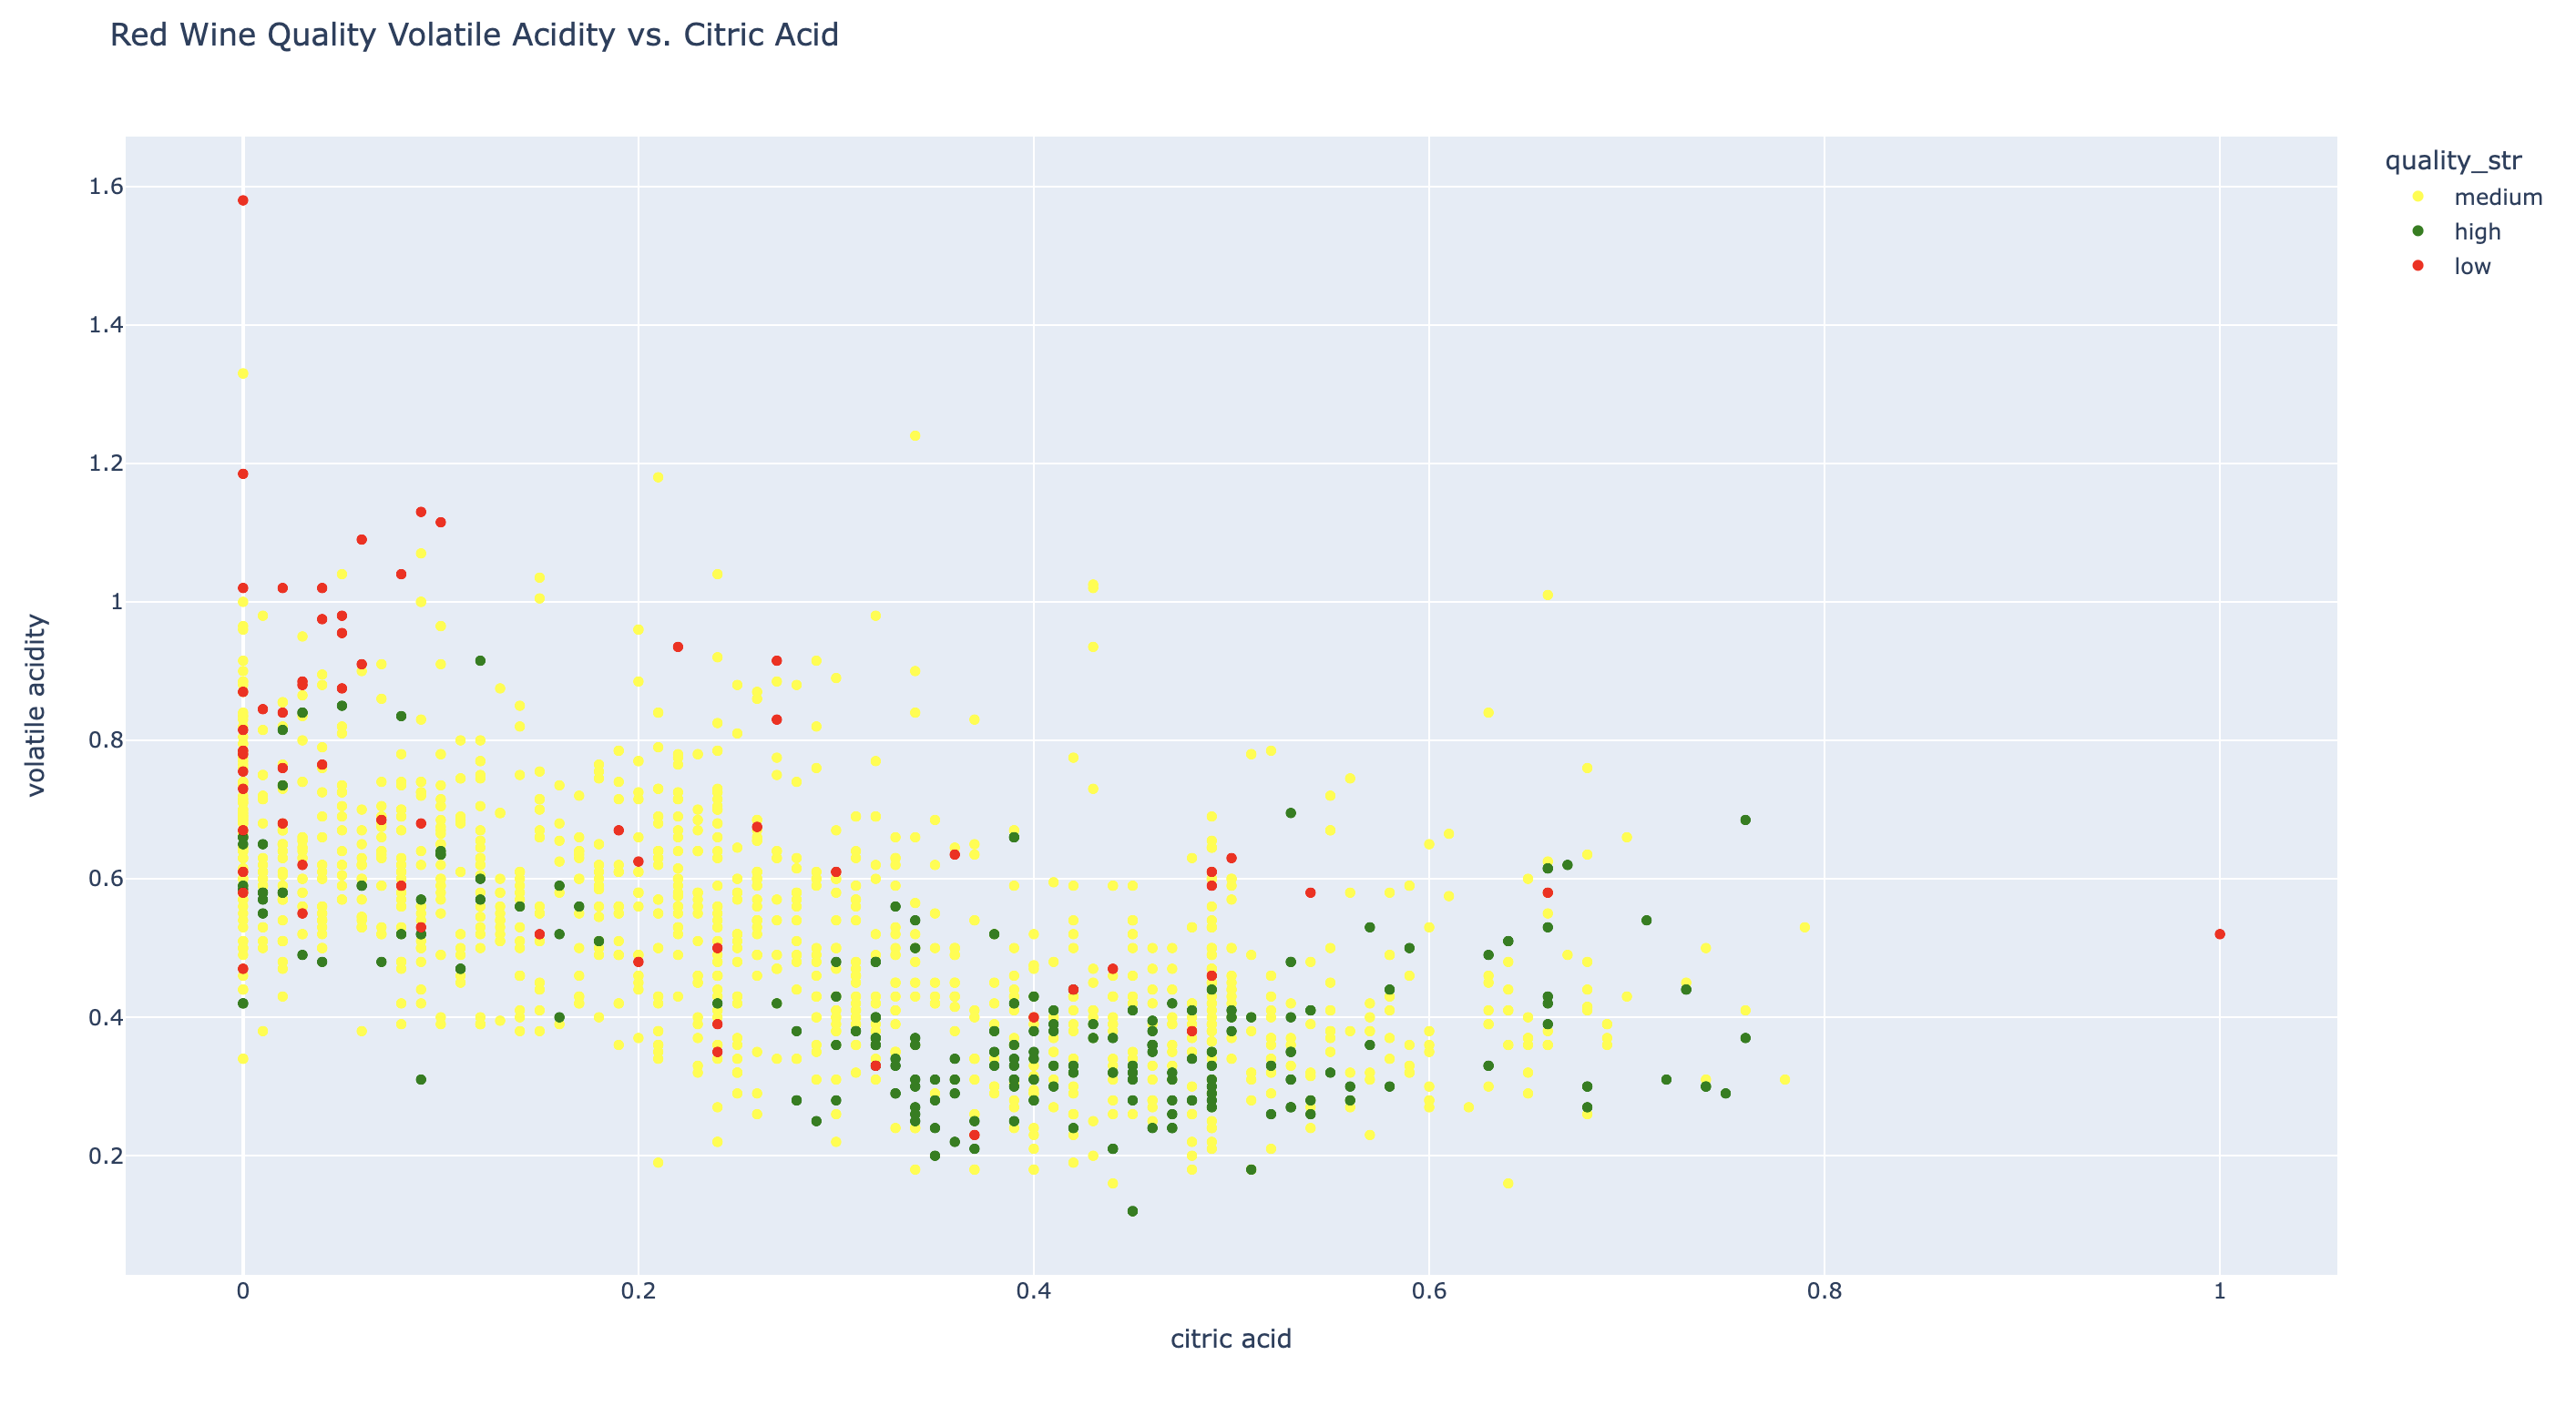 Red Wine Quality Volatile Acidity vs. Citric Acid
quality_str
medium
high
low
volatile acidity
1.6
1.4
1.2
1
0.8
0.6
0.4
0.2
0
0.2
0.4
0.6
0.8
1
citric acid